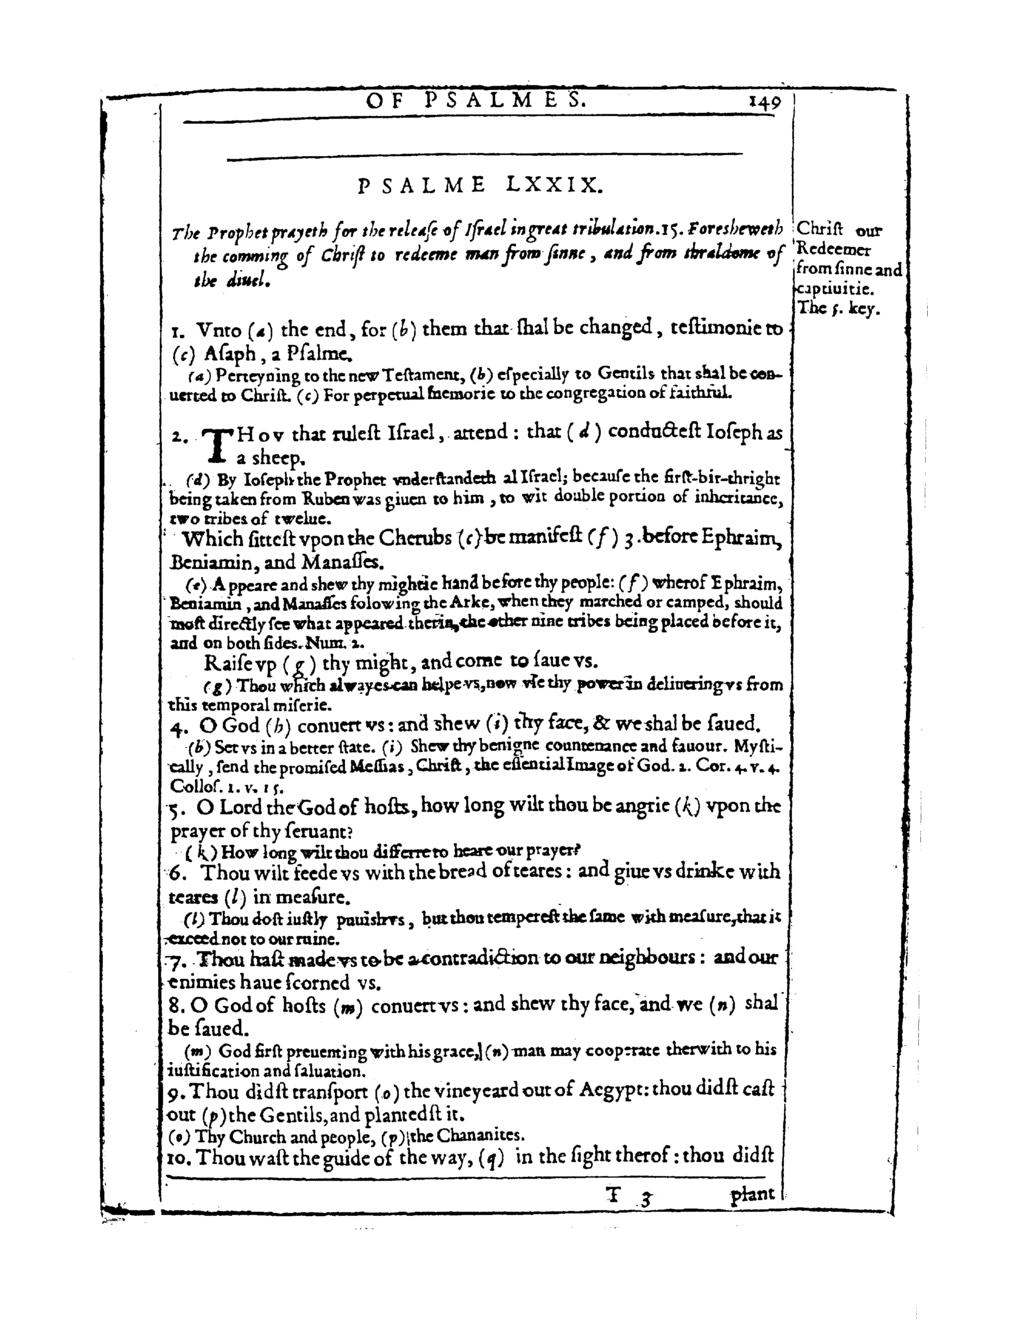 OF PSALMES. 149
PSALME LXXIX.
The Prophet prayeth for the releaſe of Iſrael in great tribulation. 15. Foresheweth
the comming of Chriſt to redeeme man from ſinne, and from thraldome of
the diuel.
Chriſt our
Redeemer
from ſinne and
captiuitie.
The 5. key.
1. Vnto (a) the end, for (b) them that ſhal be changed, teſtimonie to
(c) Aſaph, a Pſalme.
(a) Perteyning to the new Teſtament, (b) eſpecially to Gentils that shal be con-
uerted to Chriſt. (c) For perpetual memorie to the congregation of faithful.
2. THov that ruleſt Iſrael, attend: that (d) conducteſt Ioſeph as
a sheep.
(d) By Ioſeph the Prophet vnderſtandeth al Iſrael; becauſe the firſt-bir-thright
being taken from Ruben was giuen to him, to wit double portion of inheritance,
two tribes of twelue.
Which ſitteſt vpon the Cherubs (e) be manifeſt (f) 3. before Ephraim,
Beniamin, and Manaſſes.
(e) Appeare and shew thy mightie hand before thy people: (f) wherof Ephraim,
Beniamin, and Manaſſes folowing the Arke, when they marched or camped, should
moſt directly ſee what appeared therin, the other nine tribes being placed before it,
and on both ſides. Num. 2.
Raiſe vp (g) thy might, and come to ſaue vs.
(g) Thou which alwayes can helpe vs, now vſe thy power in deliuering vs from
this temporal miſerie.
4. O God (h) conuert vs: and shew (i) thy face, & we shal be ſaued.
(h) Set vs in a better ſtate. (i) Shew thy benigne countenance and fauour. Myſti-
cally, ſend the promiſed Meſſias, Chriſt, the eſſential Image of God. 2. Cor. 4. v. 4.
Colloſ. 1. v. 15.
5. O Lord the God of hoſts, how long wilt thou be angrie (k) vpon the
prayer of thy ſeruant?
(k) How long wilt thou differre to heare our prayer?
6. Thou wilt feede vs with the bread of teares: and giue vs drinke with
teares (l) in meaſure.
(l) Thou doſt iuſtly punish vs, but thou tempereſt the ſame with meaſure, that it
exceed not to our ruine.
7. Thou haſt made vs to be a contradiction to our neighbours: and our
enimies haue ſcorned vs.
8. O God of hoſts (m) conuert vs: and shew thy face, and we (n) shal
be ſaued.
(m) God firſt preuenting with his grace, (n) man may cooperate therwith to his
iuſtification and ſaluation.
9. Thou didſt tranſport (o) the vineyeard out of Aegypt: thou didſt caſt
out (p) the Gentils, and plantedſt it.
(o) Thy Church and people, (p) the Chananites.
10. Thou waſt the guide of the way, (q) in the ſight therof: thou didſt
T 3 plant